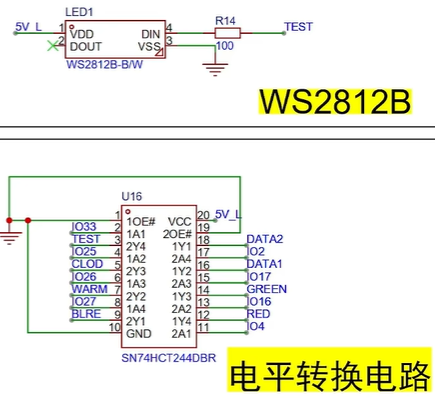 LED1
5V_L 1 VDD DIN 4 R14 TEST
2 DOUT VSS 3 100
WS2812B-B/W
WS2812B
U16
1 1OE# VCC 20 5V_L
IO33 2 1A1 2OE# 19
TEST 3 2Y4 1Y1 18 DATA2
IO25 4 1A2 2A4 17 IO2
CLOD 5 2Y3 1Y2 16 DATA1
IO26 6 1A3 2A3 15 IO17
WARM 7 2Y2 1Y3 14 GREEN
IO27 8 1A4 2A2 13 IO16
BLRE 9 2Y1 1Y4 12 RED
10 GND 2A1 11 IO4
SN74HCT244DBR
电平转换电路